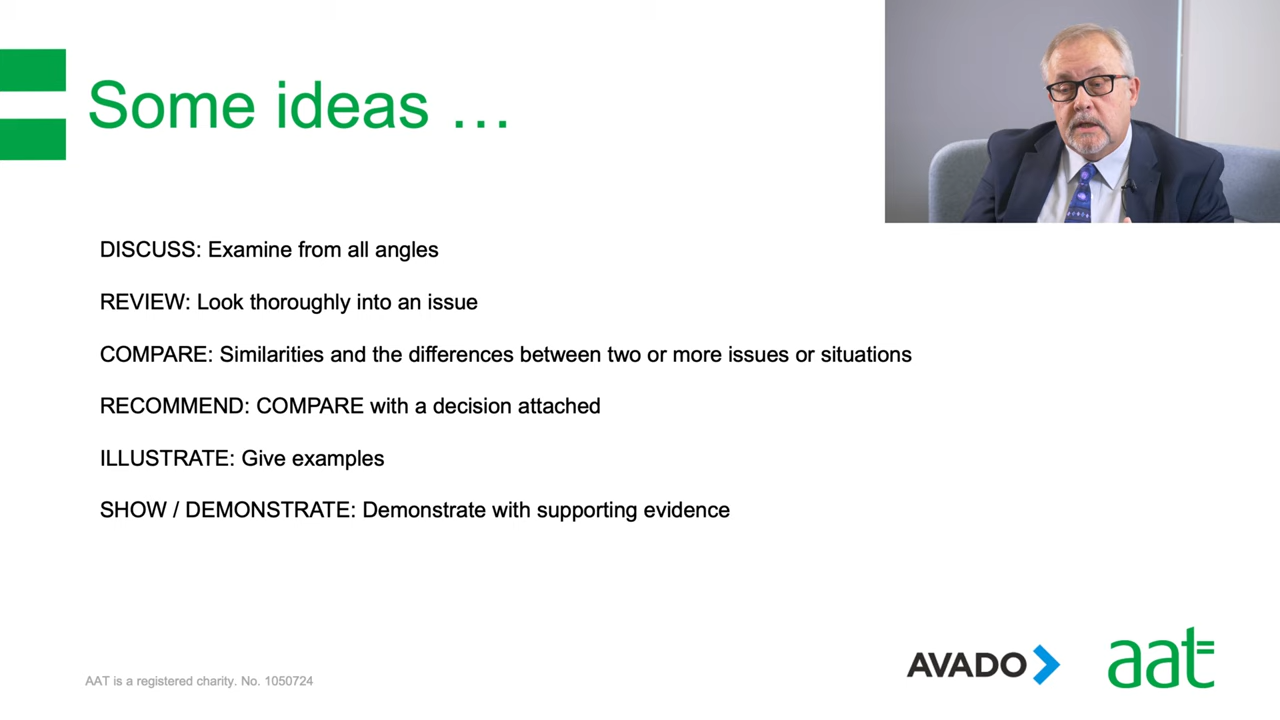 Some ideas …
DISCUSS: Examine from all angles
REVIEW: Look thoroughly into an issue
COMPARE: Similarities and the differences between two or more issues or situations
RECOMMEND: COMPARE with a decision attached
ILLUSTRATE: Give examples
SHOW / DEMONSTRATE: Demonstrate with supporting evidence
AAT is a registered charity. No. 1050724
AVADO
aat